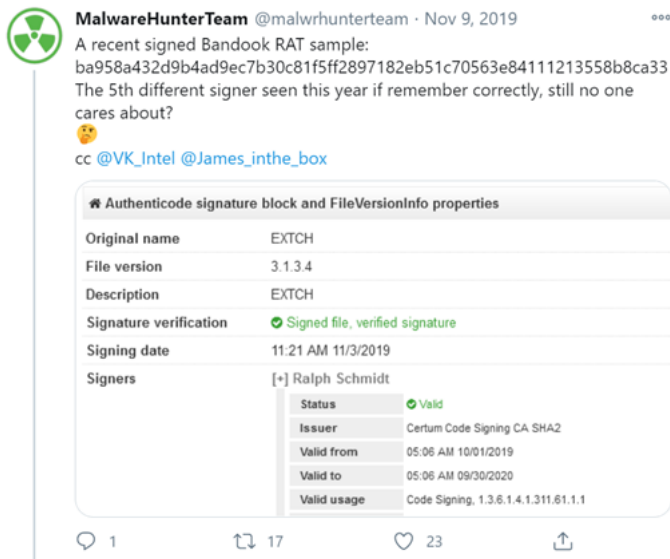 MalwareHunterTeam @malwrhunterteam · Nov 9, 2019
A recent signed Bandook RAT sample:
ba958a432d9b4ad9ec7b30c81f5ff2897182eb51c70563e84111213558b8ca33
The 5th different signer seen this year if remember correctly, still no one
cares about?
🤔
cc @VK_Intel @James_inthe_box
Authenticode signature block and FileVersionInfo properties
Original name EXTCH
File version 3.1.3.4
Description EXTCH
Signature verification Signed file, verified signature
Signing date 11:21 AM 11/3/2019
Signers [+] Ralph Schmidt
Status Valid
Issuer Certum Code Signing CA SHA2
Valid from 05:06 AM 10/01/2019
Valid to 05:06 AM 09/30/2020
Valid usage Code Signing, 1.3.6.1.4.1.311.61.1.1
1 17 23